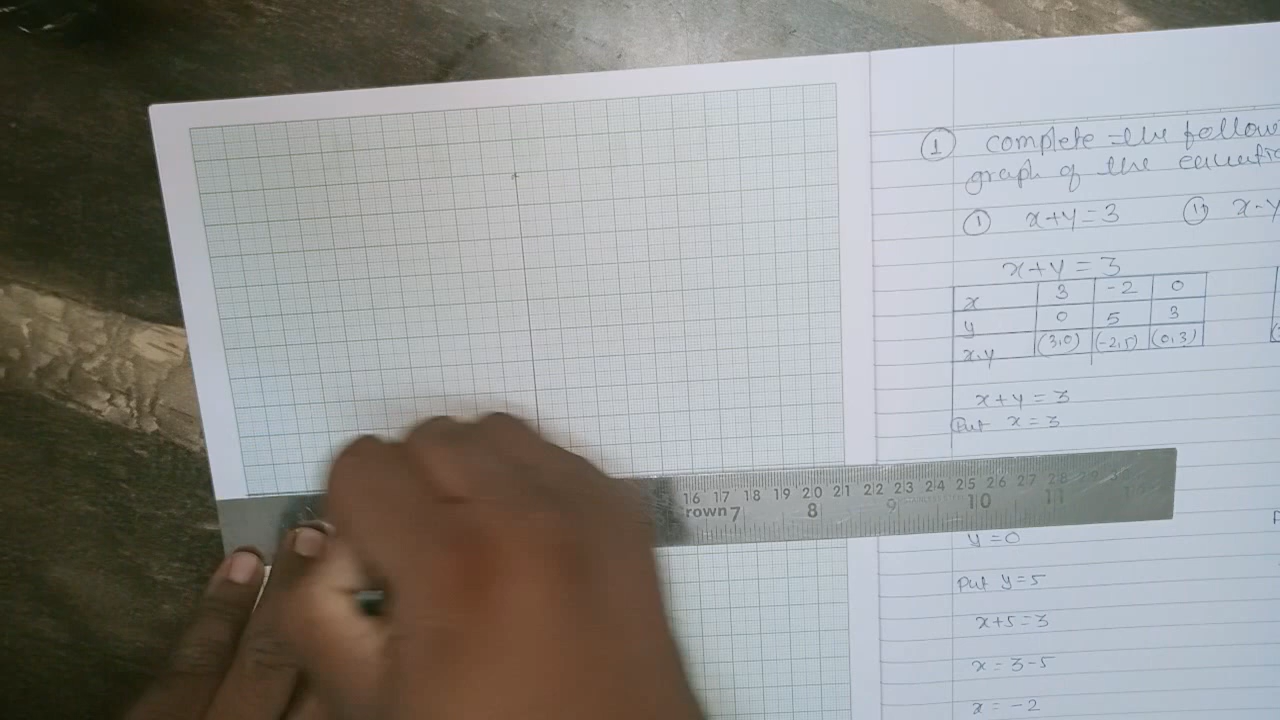 ① complete the
graph of the
① x+y=3 ⑪ x-y
x+y=3
x 3 -2 0
y 0 5 3
x,y (3,0) (-2,5) (0,3)
x+y=3
Put x=3
16 17 18 19 20 21 22 23 24 25 26 27 28
rown 7 8 9 10 11
y=0
Put y=5
x+5=3
x=3-5
x=-2